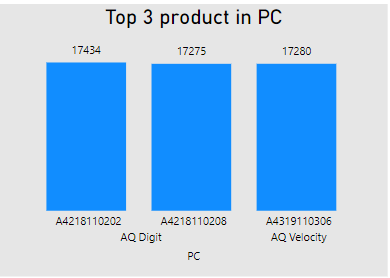 Top 3 product in PC
17434 17275 17280
A4218110202 A4218110208 A4319110306
AQ Digit AQ Velocity
PC